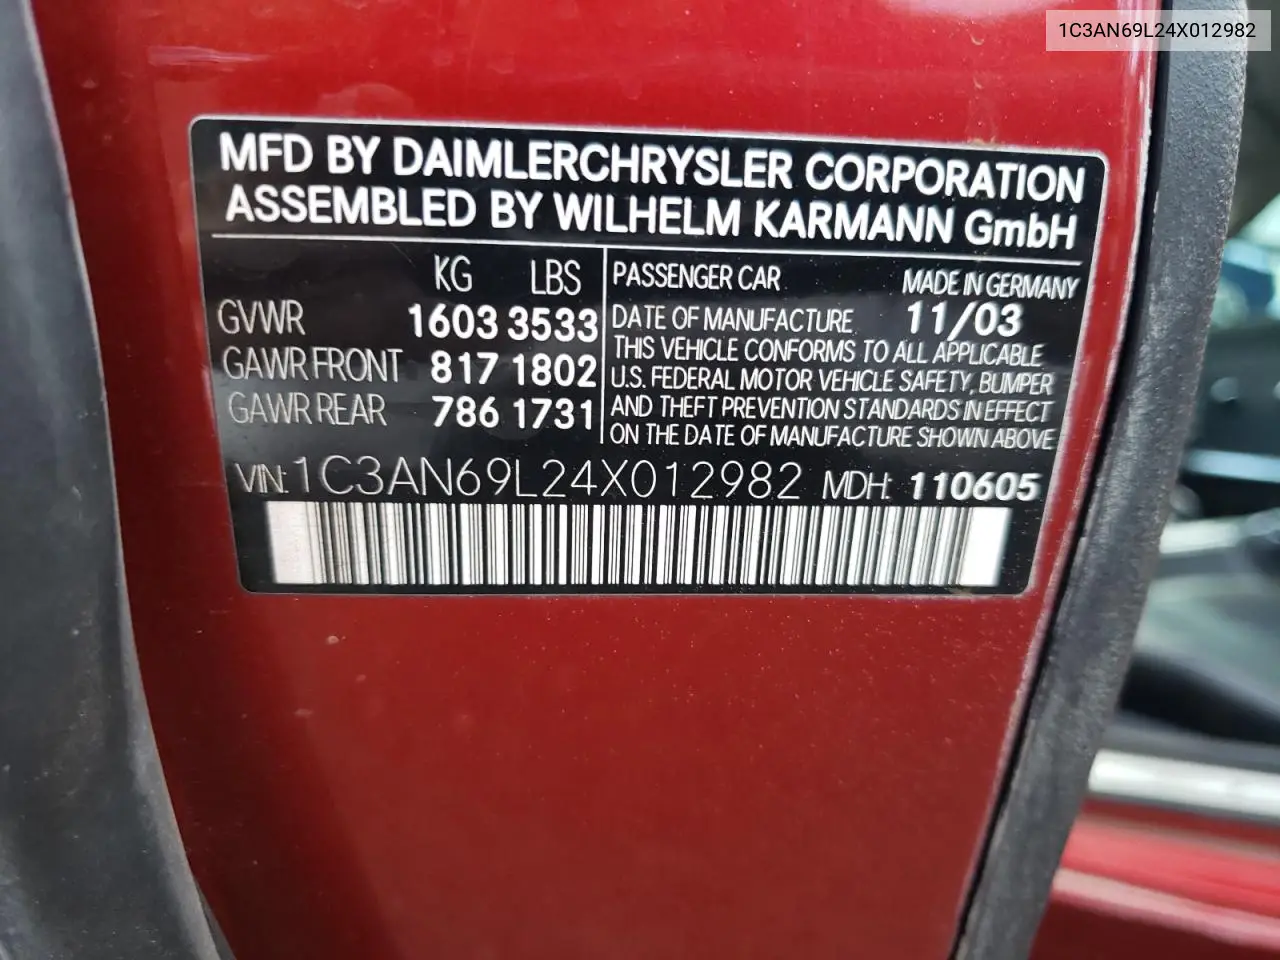 1C3AN69L24X012982
MFD BY DAIMLERCHRYSLER CORPORATION
ASSEMBLED BY WILHELM KARMANN GmbH
KG LBS
GVWR 1603 3533
GAWR FRONT 817 1802
GAWR REAR 786 1731
PASSENGER CAR MADE IN GERMANY
DATE OF MANUFACTURE 11/03
THIS VEHICLE CONFORMS TO ALL APPLICABLE
U.S. FEDERAL MOTOR VEHICLE SAFETY, BUMPER
AND THEFT PREVENTION STANDARDS IN EFFECT
ON THE DATE OF MANUFACTURE SHOWN ABOVE
VIN: 1C3AN69L24X012982 MDH: 110605